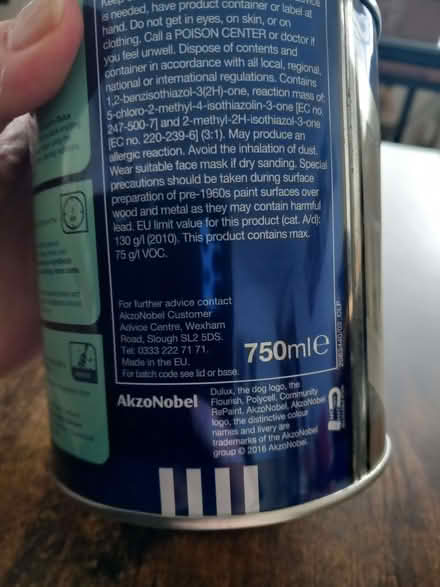 is needed, have product container or label at
hand. Do not get in eyes, on skin, or on
clothing. Call a POISON CENTER or doctor if
you feel unwell. Dispose of contents and
container in accordance with all local, regional,
national or international regulations. Contains
1,2-benzisothiazol-3(2H)-one, reaction mass of:
5-chloro-2-methyl-4-isothiazolin-3-one [EC no.
247-500-7] and 2-methyl-2H-isothiazol-3-one
[EC no. 220-239-6] (3:1). May produce an
allergic reaction. Avoid the inhalation of dust.
Wear suitable face mask if dry sanding. Special
precautions should be taken during surface
preparation of pre-1960s paint surfaces over
wood and metal as they may contain harmful
lead. EU limit value for this product (cat. A/d):
130 g/l (2010). This product contains max.
75 g/l VOC.
For further advice contact
AkzoNobel Customer
Advice Centre, Wexham
Road, Slough SL2 5DS.
Tel: 0333 222 71 71.
Made in the EU.
For batch code see lid or base.
750ml e
AkzoNobel
Dulux, the dog logo, the
Flourish, Polycell, Community
RePaint, AkzoNobel, AkzoNobel
logo, the distinctive colour
names and livery are
trademarks of the AkzoNobel
group © 2016 AkzoNobel.